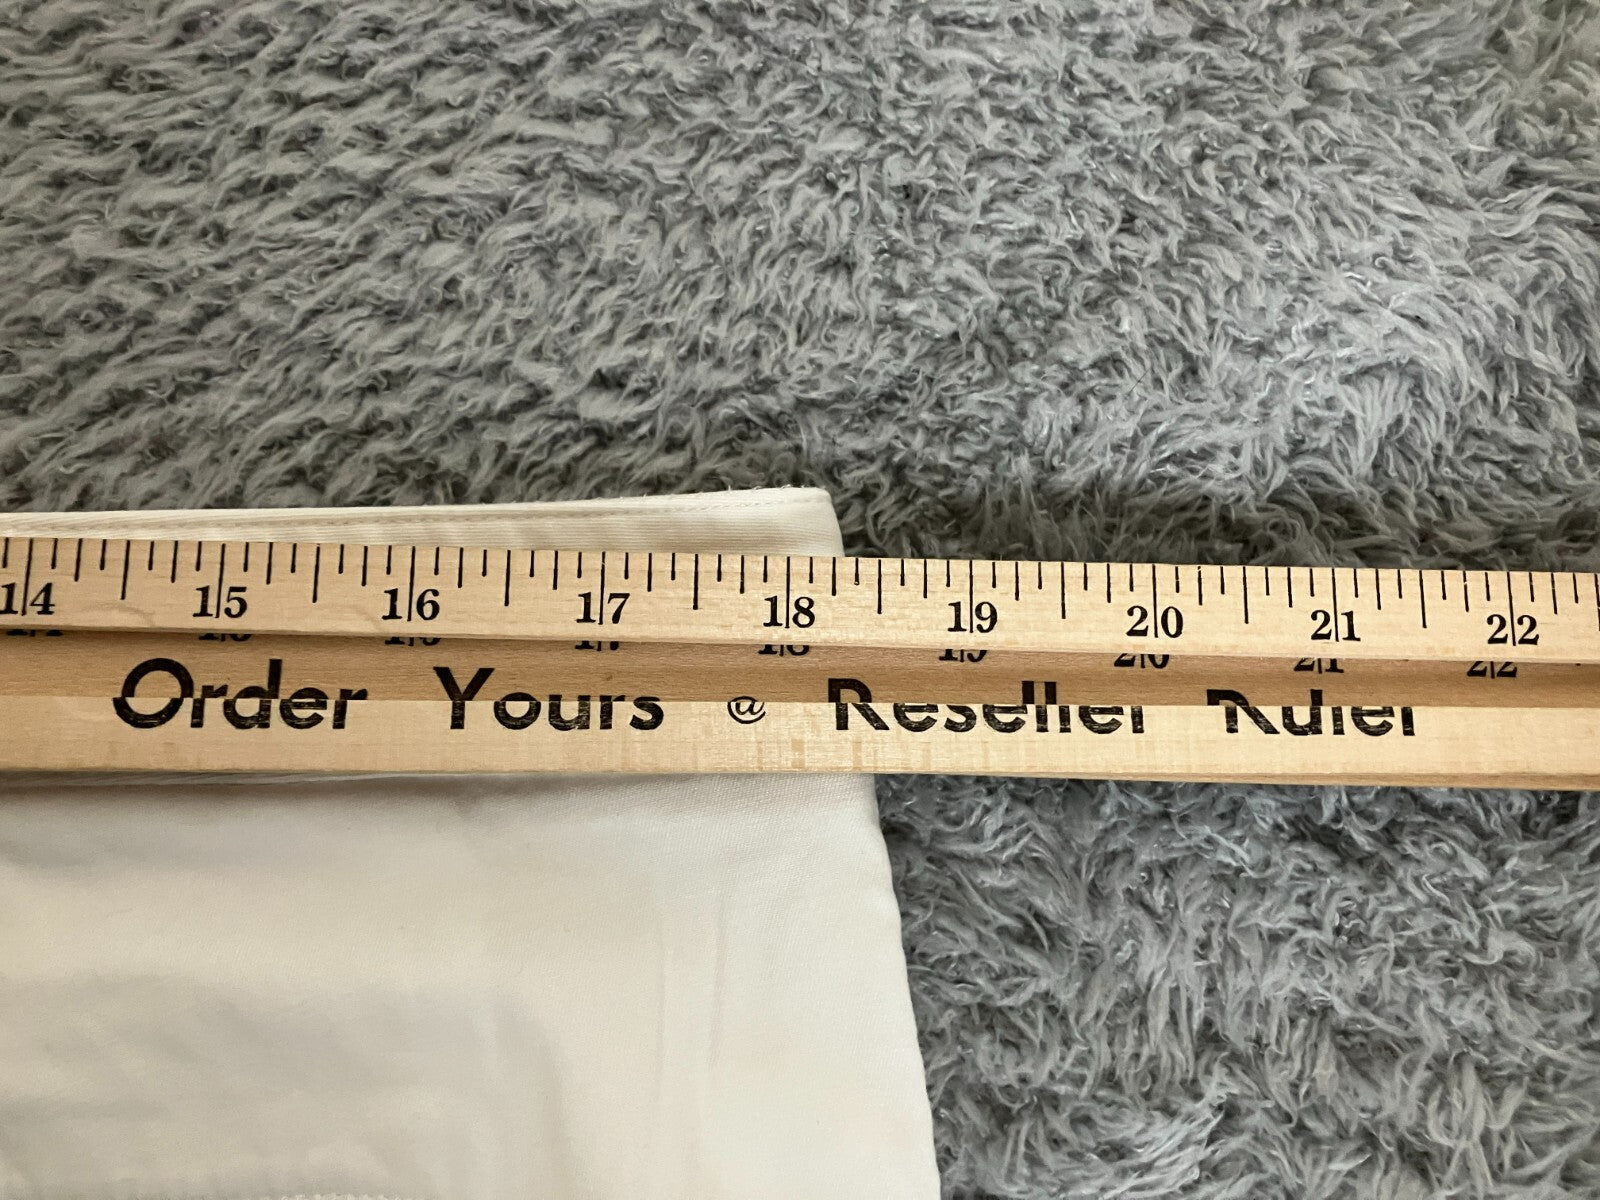 14 15 16 17 18 19 20 21 22
Order Yours @ Reseller Ruler